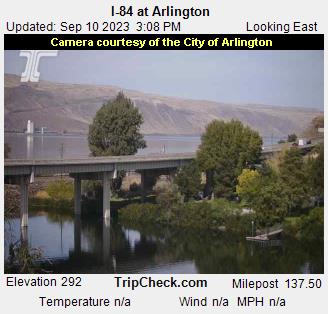 I-84 at Arlington
Updated: Sep 10 2023 3:08 PM Looking East
Camera courtesy of the City of Arlington
Elevation 292 TripCheck.com Milepost 137.50
Temperature n/a Wind n/a MPH n/a